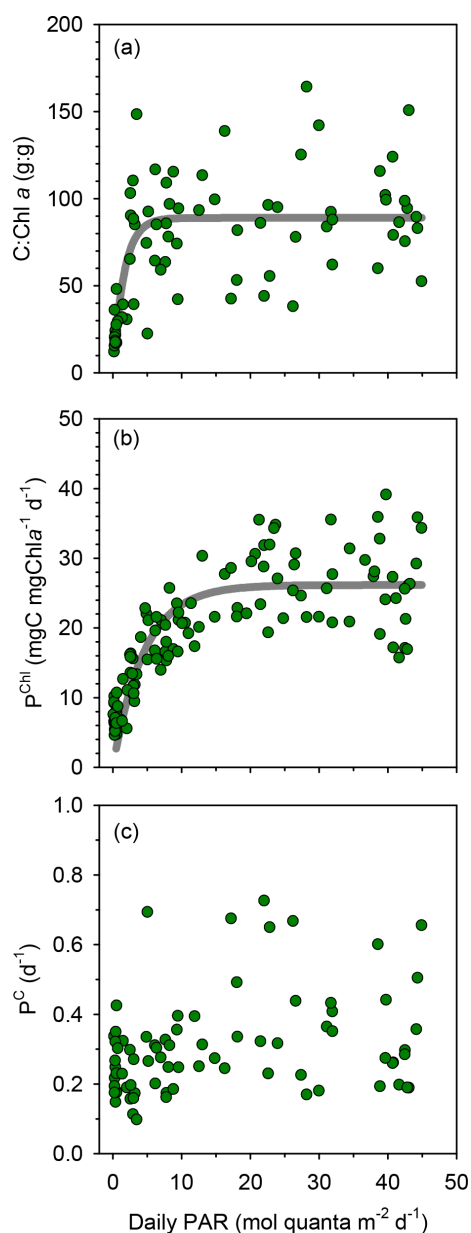 (a)
C:Chl a (g:g)
200
150
100
50
0
(b)
P^Chl (mgC mgChla^-1 d^-1)
50
40
30
20
10
0
(c)
P^C (d^-1)
1.0
0.8
0.6
0.4
0.2
0.0
0 10 20 30 40 50
Daily PAR (mol quanta m^-2 d^-1)